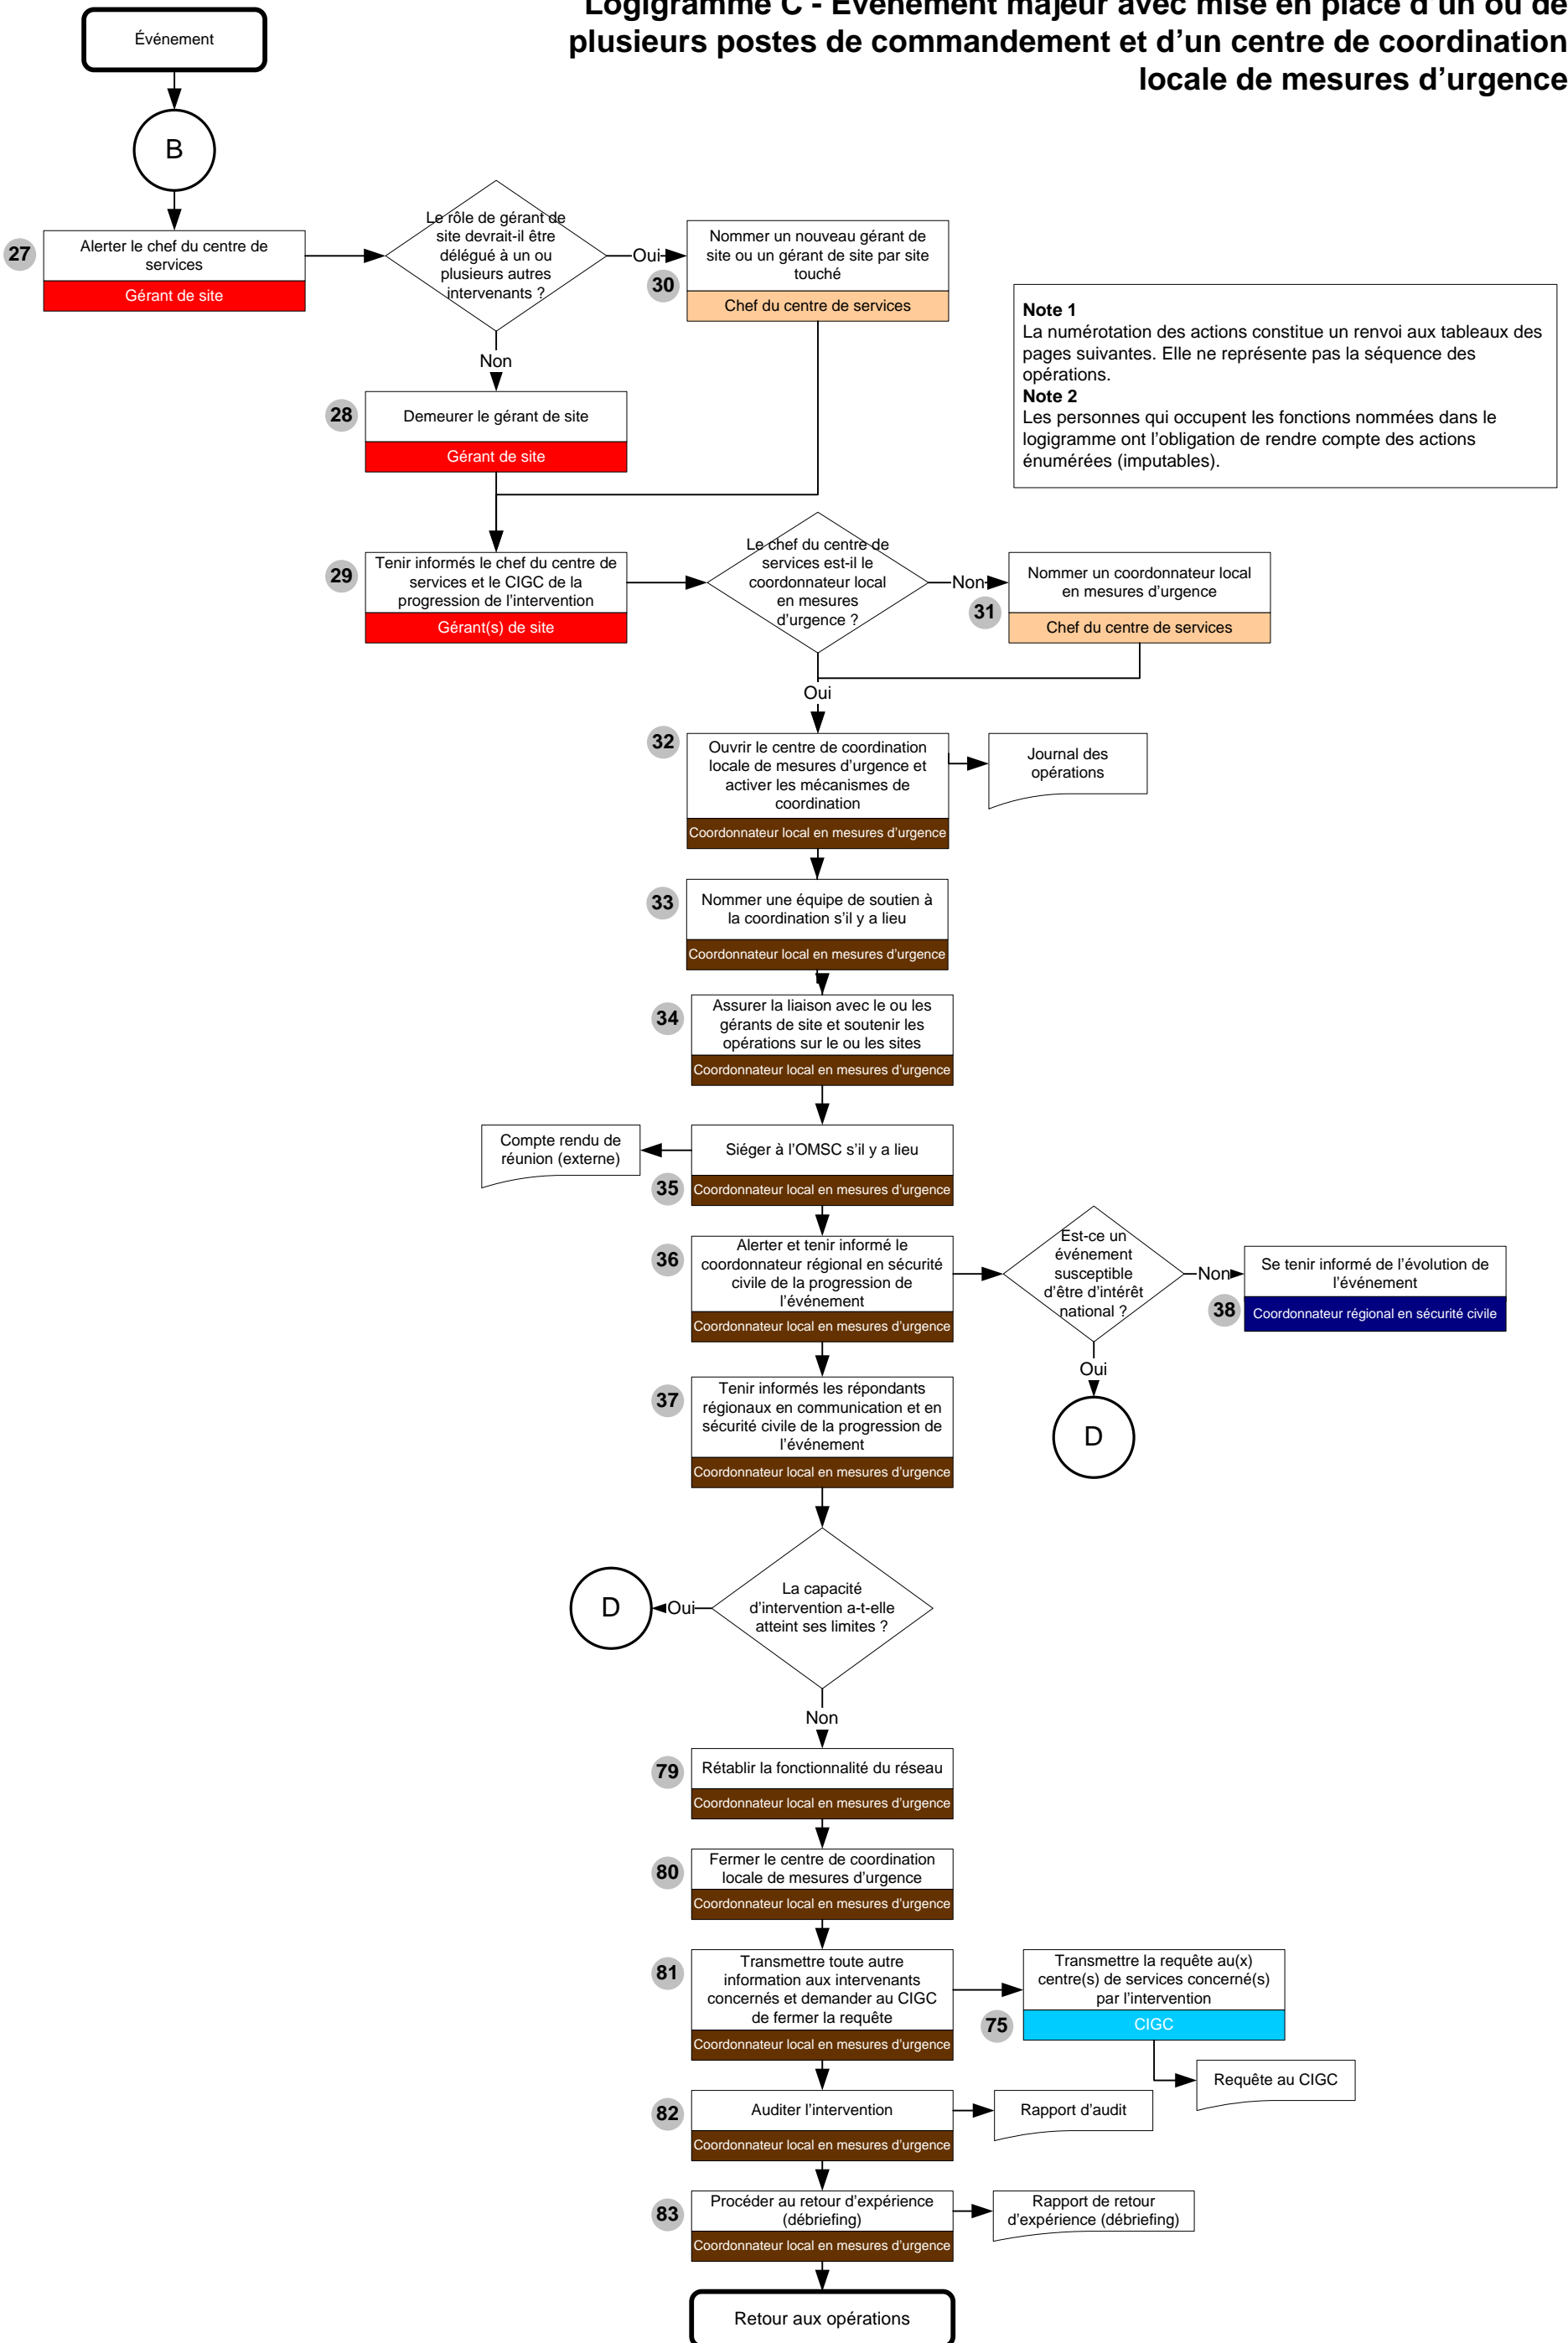 Logigramme C - Événement majeur avec mise en place d'un ou de
plusieurs postes de commandement et d'un centre de coordination
locale de mesures d'urgence
Événement
B
27
Alerter le chef du centre de
services
Gérant de site
Le rôle de gérant de
site devrait-il être
délégué à un ou
plusieurs autres
intervenants ?
Oui
30
Nommer un nouveau gérant de
site ou un gérant de site par site
touché
Chef du centre de services
Note 1
La numérotation des actions constitue un renvoi aux tableaux des
pages suivantes. Elle ne représente pas la séquence des
opérations.
Note 2
Les personnes qui occupent les fonctions nommées dans le
logigramme ont l'obligation de rendre compte des actions
énumérées (imputables).
Non
28
Demeurer le gérant de site
Gérant de site
29
Tenir informés le chef du centre de
services et le CIGC de la
progression de l'intervention
Gérant(s) de site
Le chef du centre de
services est-il le
coordonnateur local
en mesures
d'urgence ?
Non
31
Nommer un coordonnateur local
en mesures d'urgence
Chef du centre de services
Oui
32
Ouvrir le centre de coordination
locale de mesures d'urgence et
activer les mécanismes de
coordination
Coordonnateur local en mesures d'urgence
Journal des
opérations
33
Nommer une équipe de soutien à
la coordination s'il y a lieu
Coordonnateur local en mesures d'urgence
34
Assurer la liaison avec le ou les
gérants de site et soutenir les
opérations sur le ou les sites
Coordonnateur local en mesures d'urgence
Compte rendu de
réunion (externe)
Siéger à l'OMSC s'il y a lieu
35
Coordonnateur local en mesures d'urgence
36
Alerter et tenir informé le
coordonnateur régional en sécurité
civile de la progression de
l'événement
Coordonnateur local en mesures d'urgence
Est-ce un
événement
susceptible
d'être d'intérêt
national ?
Non
38
Se tenir informé de l'évolution de
l'événement
Coordonnateur régional en sécurité civile
Oui
D
37
Tenir informés les répondants
régionaux en communication et en
sécurité civile de la progression de
l'événement
Coordonnateur local en mesures d'urgence
La capacité
d'intervention a-t-elle
atteint ses limites ?
Oui
D
Non
79
Rétablir la fonctionnalité du réseau
Coordonnateur local en mesures d'urgence
80
Fermer le centre de coordination
locale de mesures d'urgence
Coordonnateur local en mesures d'urgence
81
Transmettre toute autre
information aux intervenants
concernés et demander au CIGC
de fermer la requête
Coordonnateur local en mesures d'urgence
75
Transmettre la requête au(x)
centre(s) de services concerné(s)
par l'intervention
CIGC
Requête au CIGC
82
Auditer l'intervention
Coordonnateur local en mesures d'urgence
Rapport d'audit
83
Procéder au retour d'expérience
(débriefing)
Coordonnateur local en mesures d'urgence
Rapport de retour
d'expérience (débriefing)
Retour aux opérations